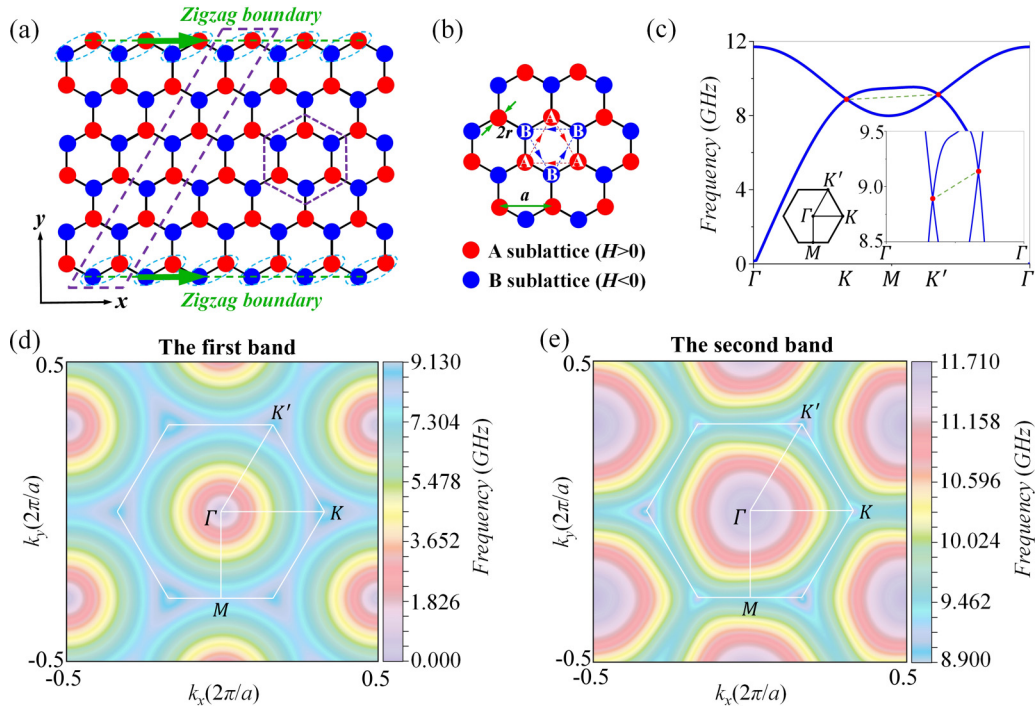 (a)
Zigzag boundary
y
x
Zigzag boundary
(b)
2r
A
B
B
A
A
B
a
A sublattice (H>0)
B sublattice (H<0)
(c)
Frequency (GHz)
12
8
4
0
Γ
K
M
K′
Γ
K′
Γ
K
M
9.5
9.0
8.5
Γ
Γ
(d)
The first band
0.5
-0.5
k_y(2π/a)
-0.5
0.5
k_x(2π/a)
K′
Γ
K
M
9.130
7.304
5.478
3.652
1.826
0.000
Frequency (GHz)
(e)
The second band
0.5
-0.5
k_y(2π/a)
-0.5
0.5
k_x(2π/a)
K′
Γ
K
M
11.710
11.158
10.596
10.024
9.462
8.900
Frequency (GHz)